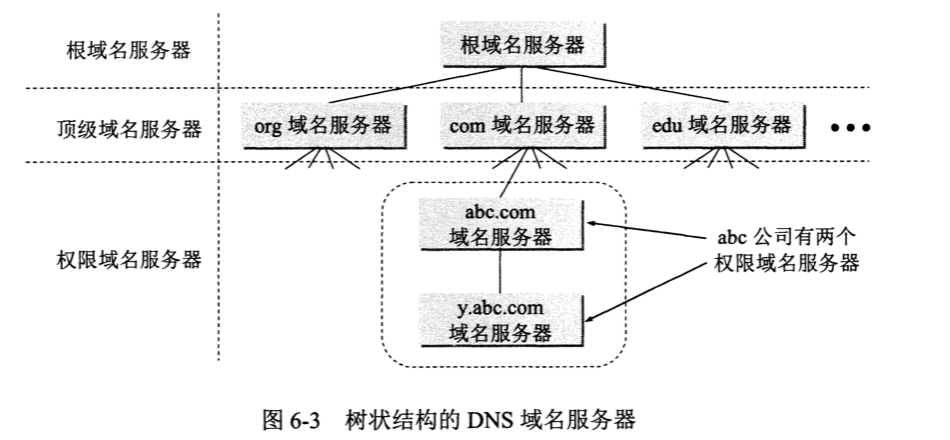 根域名服务器
根域名服务器
顶级域名服务器
org 域名服务器
com 域名服务器
edu 域名服务器
•••
权限域名服务器
abc.com
域名服务器
y.abc.com
域名服务器
abc 公司有两个
权限域名服务器
图 6-3 树状结构的 DNS 域名服务器